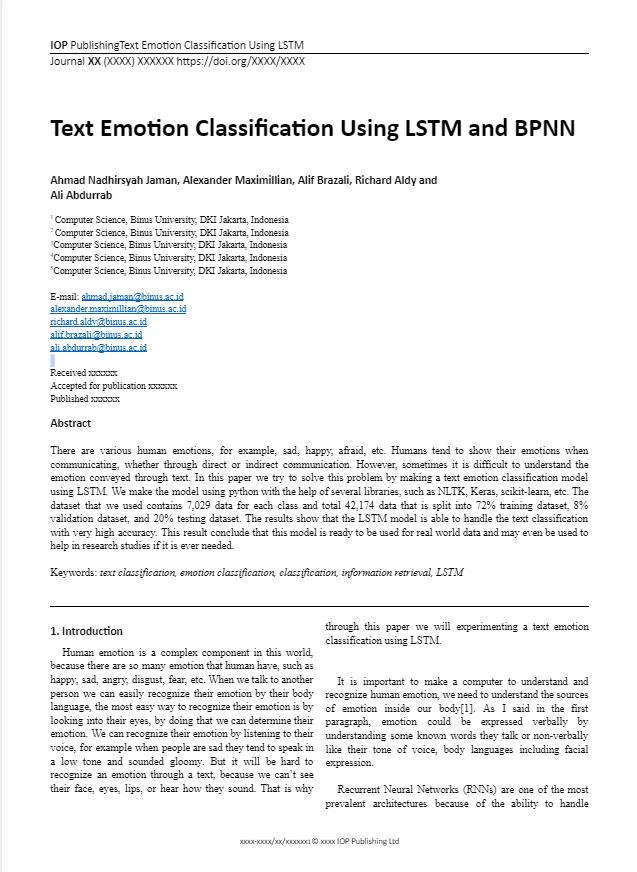 IOP PublishingText Emotion Classification Using LSTM
Journal XX (XXXX) XXXXXX https://doi.org/XXXX/XXXX
Text Emotion Classification Using LSTM and BPNN
Ahmad Nadhirsyah Jaman, Alexander Maximillian, Alif Brazali, Richard Aldy and
Ali Abdurrab
1 Computer Science, Binus University, DKI Jakarta, Indonesia
2 Computer Science, Binus University, DKI Jakarta, Indonesia
3Computer Science, Binus University, DKI Jakarta, Indonesia
4Computer Science, Binus University, DKI Jakarta, Indonesia
5Computer Science, Binus University, DKI Jakarta, Indonesia
E-mail: ahmad.jaman@binus.ac.id
alexander.maximillian@binus.ac.id
richard.aldy@binus.ac.id
alif.brazali@binus.ac.id
ali.abdurrab@binus.ac.id
Received xxxxxx
Accepted for publication xxxxxx
Published xxxxxx
Abstract
There are various human emotions, for example, sad, happy, afraid, etc. Humans tend to show their emotions when
communicating, whether through direct or indirect communication. However, sometimes it is difficult to understand the
emotion conveyed through text. In this paper we try to solve this problem by making a text emotion classification model
using LSTM. We make the model using python with the help of several libraries, such as NLTK, Keras, scikit-learn, etc. The
dataset that we used contains 7,029 data for each class and total 42,174 data that is split into 72% training dataset, 8%
validation dataset, and 20% testing dataset. The results show that the LSTM model is able to handle the text classification
with very high accuracy. This result conclude that this model is ready to be used for real world data and may even be used to
help in research studies if it is ever needed.
Keywords: text classification, emotion classification, classification, information retrieval, LSTM
1. Introduction
Human emotion is a complex component in this world,
because there are so many emotion that human have, such as
happy, sad, angry, disgust, fear, etc. When we talk to another
person we can easily recognize their emotion by their body
language, the most easy way to recognize their emotion is by
looking into their eyes, by doing that we can determine their
emotion. We can recognize their emotion by listening to their
voice, for example when people are sad they tend to speak in
a low tone and sounded gloomy. But it will be hard to
recognize an emotion through a text, because we can't see
their face, eyes, lips, or hear how they sound. That is why
through this paper we will experimenting a text emotion
classification using LSTM.
It is important to make a computer to understand and
recognize human emotion, we need to understand the sources
of emotion inside our body[1]. As I said in the first
paragraph, emotion could be expressed verbally by
understanding some known words they talk or non-verbally
like their tone of voice, body languages including facial
expression.
Recurrent Neural Networks (RNNs) are one of the most
prevalent architectures because of the ability to handle
xxxx-xxxx/xx/xxxxxx1 © xxxx IOP Publishing Ltd